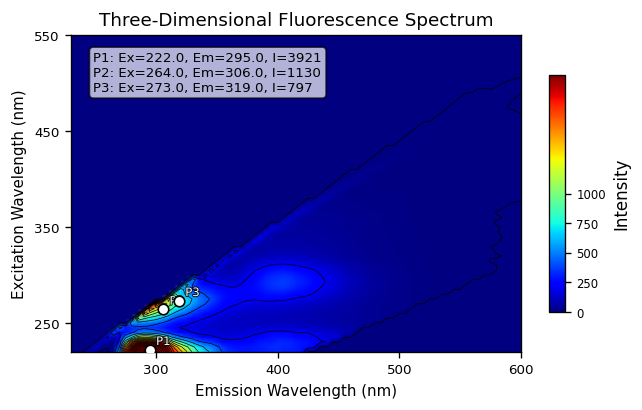 Three-Dimensional Fluorescence Spectrum
P1: Ex=222.0, Em=295.0, I=3921
P2: Ex=264.0, Em=306.0, I=1130
P3: Ex=273.0, Em=319.0, I=797
550
450
350
250
Excitation Wavelength (nm)
P3
P1
300
400
500
600
Emission Wavelength (nm)
1000
750
500
250
0
Intensity